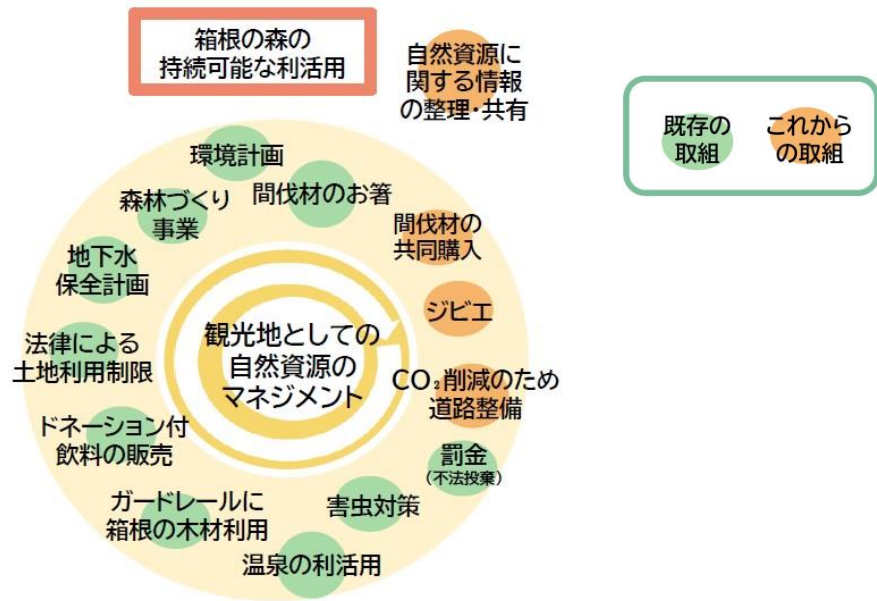 箱根の森の
持続可能な利活用
自然資源に
関する情報
の整理・共有
既存の
取組
これから
の取組
環境計画
間伐材のお箸
森林づくり
事業
間伐材の
共同購入
地下水
保全計画
ジビエ
観光地としての
自然資源の
マネジメント
法律による
土地利用制限
CO₂削減のため
道路整備
ドネーション付
飲料の販売
罰金
(不法投棄)
ガードレールに
箱根の木材利用
害虫対策
温泉の利活用